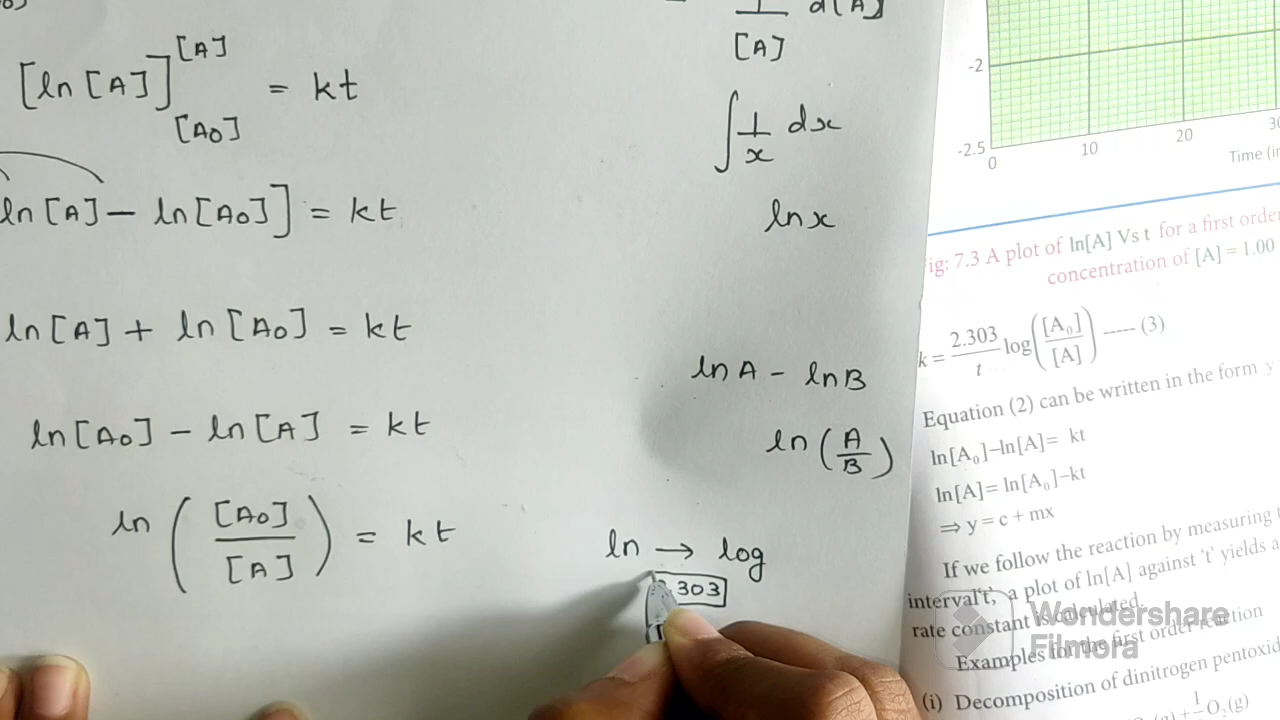 [ln [A]] [A] [A₀] = kt
ln [A] - ln [A₀]] = kt
ln [A] + ln [A₀] = kt
ln [A₀] - ln [A] = kt
ln ( [A₀] / [A] ) = kt
d[A]
[A]
∫ 1/x dx
ln x
ln A - ln B
ln (A/B)
ln → log
.303
-2
-2.5
0 10 20
Time (in
ig: 7.3 A plot of ln[A] Vs t for a first order
concentration of [A] = 1.00
k = 2.303/t log([A₀]/[A]) ----- (3)
Equation (2) can be written in the form y
ln[A₀]–ln[A]= kt
ln[A]= ln[A₀]–kt
⇒ y = c + mx
If we follow the reaction by measuring
interval 't', a plot of ln[A] against 't' yields a
rate constant is calculated.
Examples for the first order reaction
(i) Decomposition of dinitrogen pentoxid
O₂(g)
Wondershare
Filmora